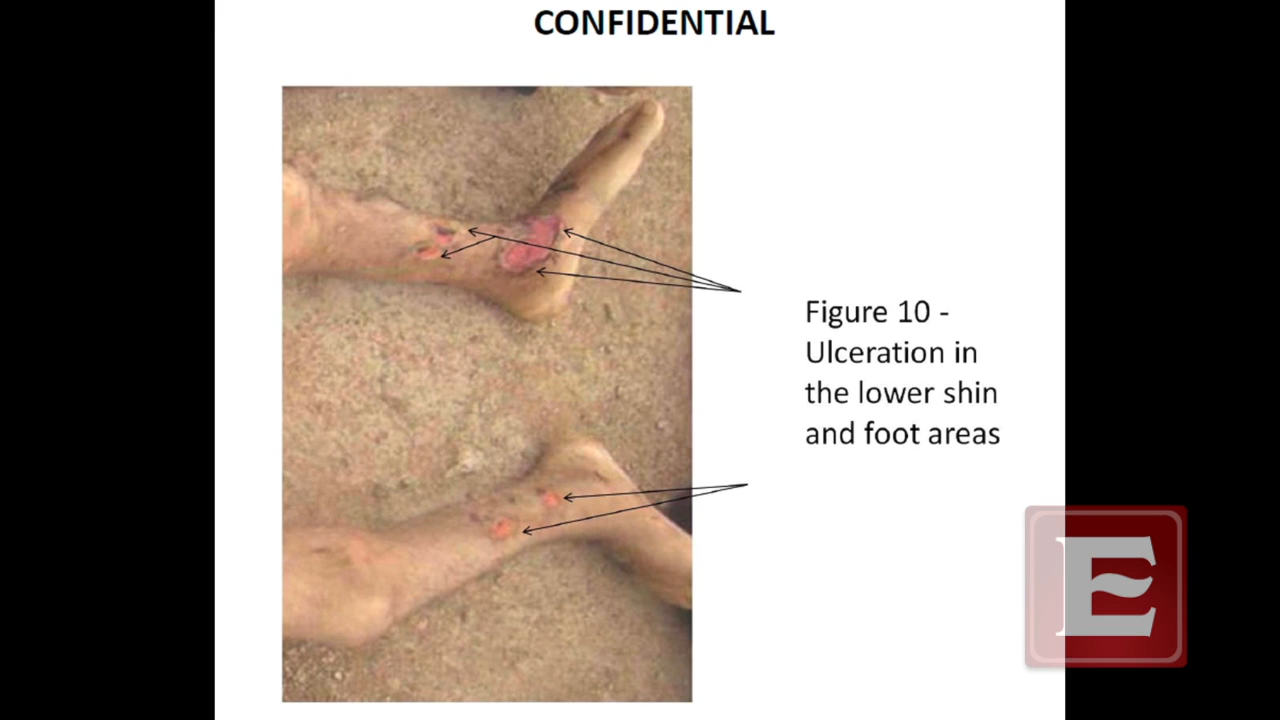 CONFIDENTIAL
Figure 10 -
Ulceration in
the lower shin
and foot areas
E